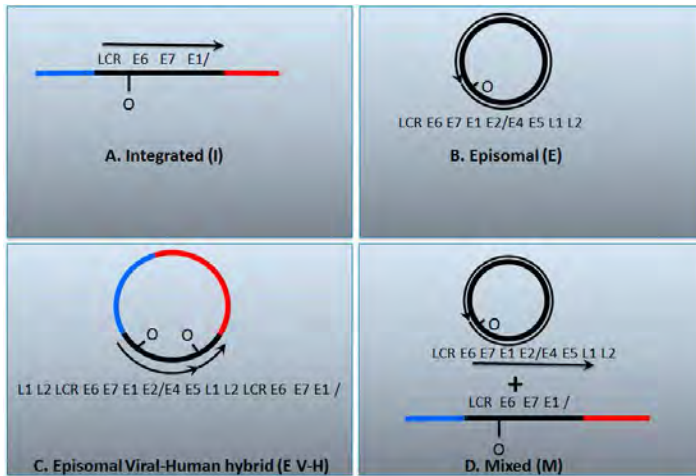 LCR E6 E7 E1/
O
A. Integrated (I)
O
LCR E6 E7 E1 E2/E4 E5 L1 L2
B. Episomal (E)
O O
L1 L2 LCR E6 E7 E1 E2/E4 E5 L1 L2 LCR E6 E7 E1 /
C. Episomal Viral-Human hybrid (E V-H)
O
LCR E6 E7 E1 E2/E4 E5 L1 L2
+
LCR E6 E7 E1 /
O
D. Mixed (M)